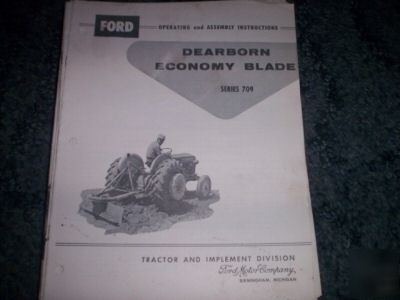 FORD
OPERATING and ASSEMBLY INSTRUCTIONS
DEARBORN
ECONOMY BLADE
SERIES 709
TRACTOR AND IMPLEMENT DIVISION
Ford Motor Company,
BIRMINGHAM, MICHIGAN